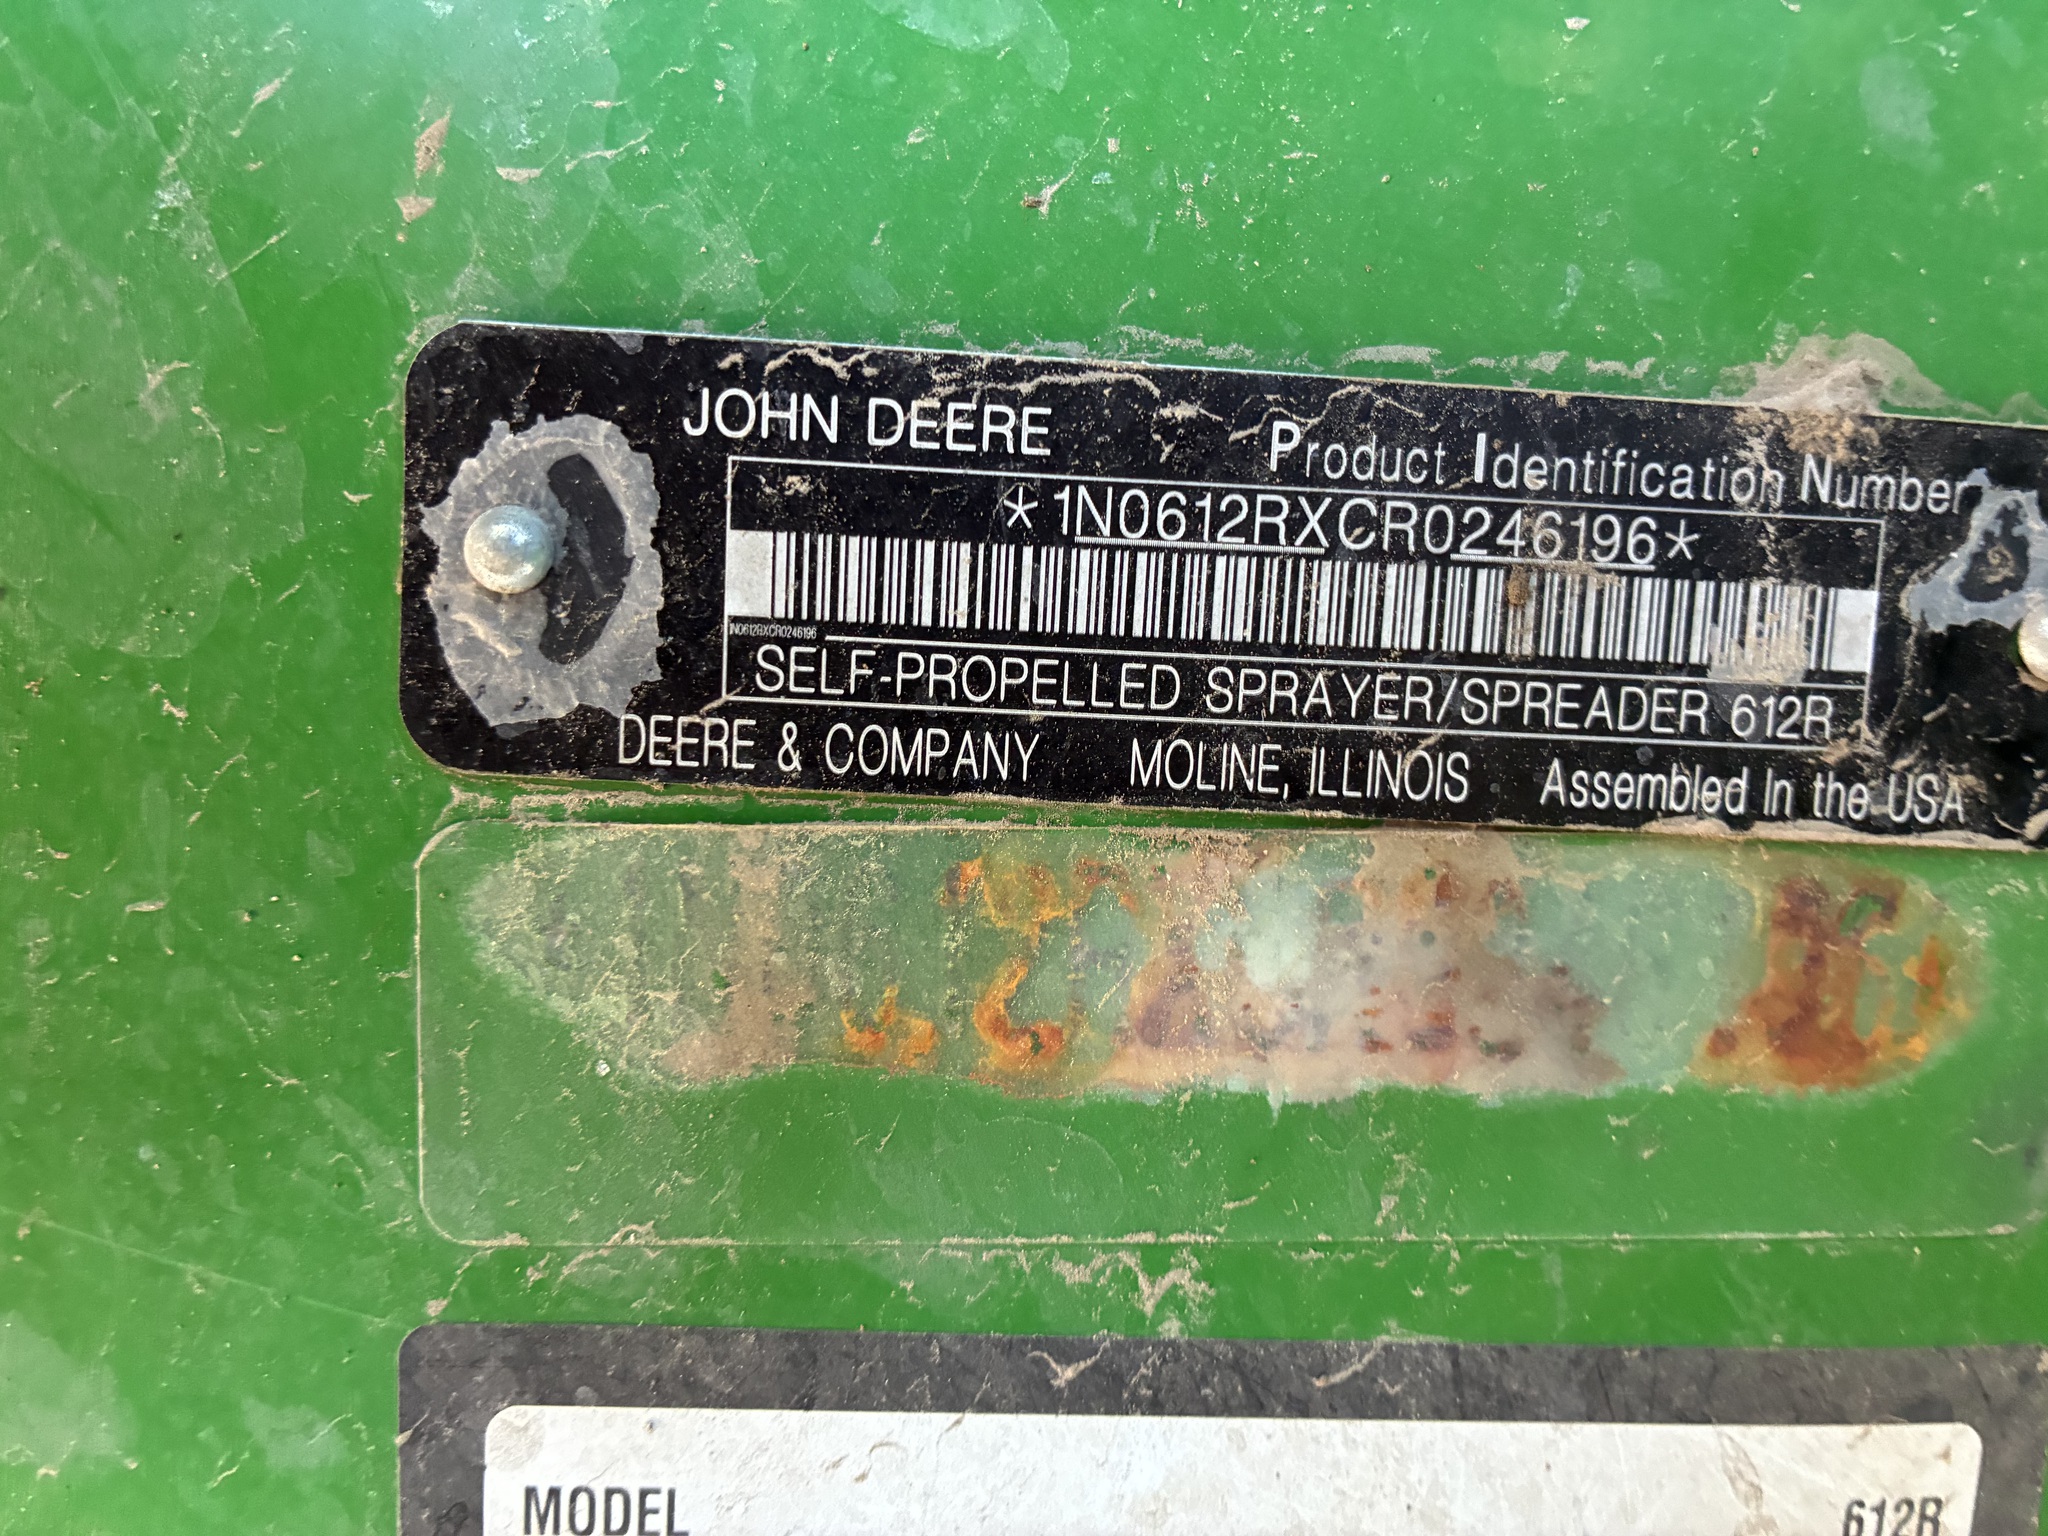 JOHN DEERE
Product Identification Number
*1N0612RXCR0246196*
1N0612RXCR0246196
SELF-PROPELLED SPRAYER/SPREADER 612R
DEERE & COMPANY MOLINE, ILLINOIS Assembled In the USA
MODEL 612R